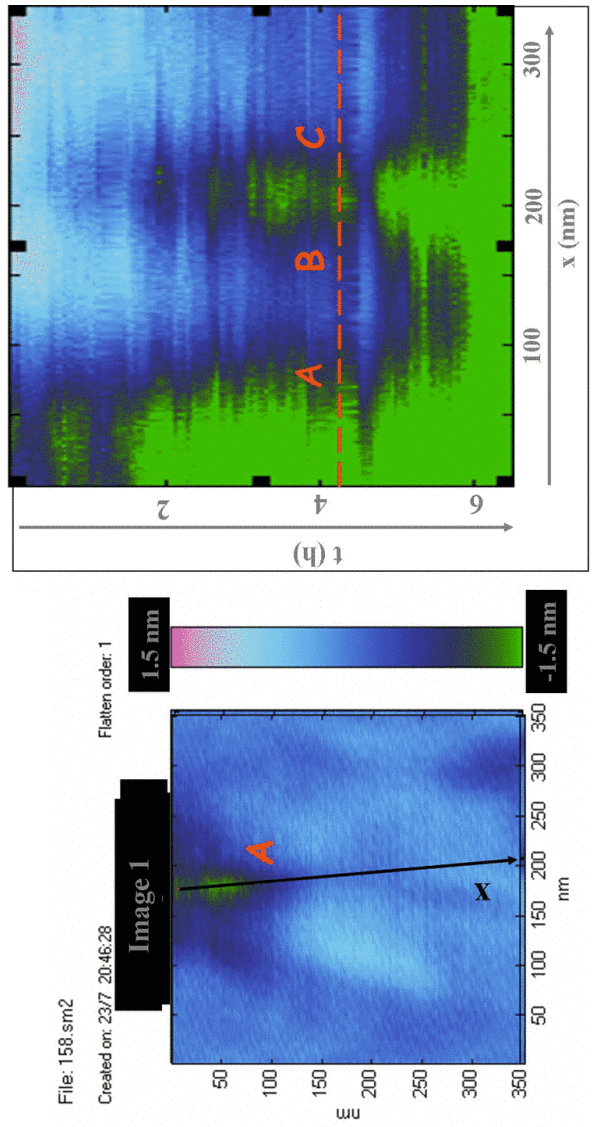 File: 158.sm2
Created on: 23/7 20:46:28
Flatten order: 1
Image 1
1.5 nm
A
X
50
100
150
200
250
300
350
nm
50
100
150
200
250
300
350
nm
-1.5 nm
t (h)
2
4
6
A
B
C
100
200
300
x (nm)